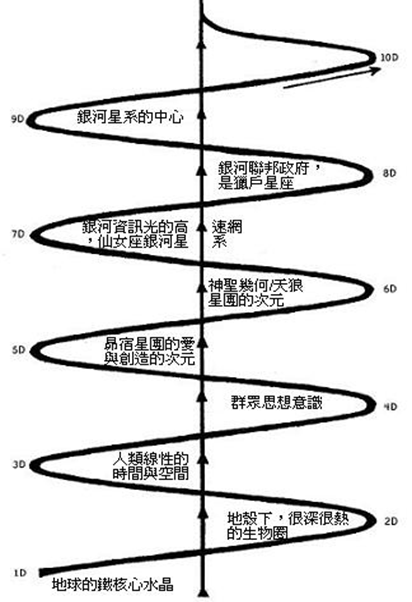 10D
9D
銀河星系的中心
銀河聯邦政府，
是獵戶星座
8D
7D
銀河資訊光的高速網
，仙女座銀河星系
神聖幾何/天狼
星團的次元
6D
5D
昴宿星團的愛
與創造的次元
群眾思想意識
4D
3D
人類線性的
時間與空間
地殼下，很深很熱
的生物圈
2D
1D
地球的鐵核心水晶